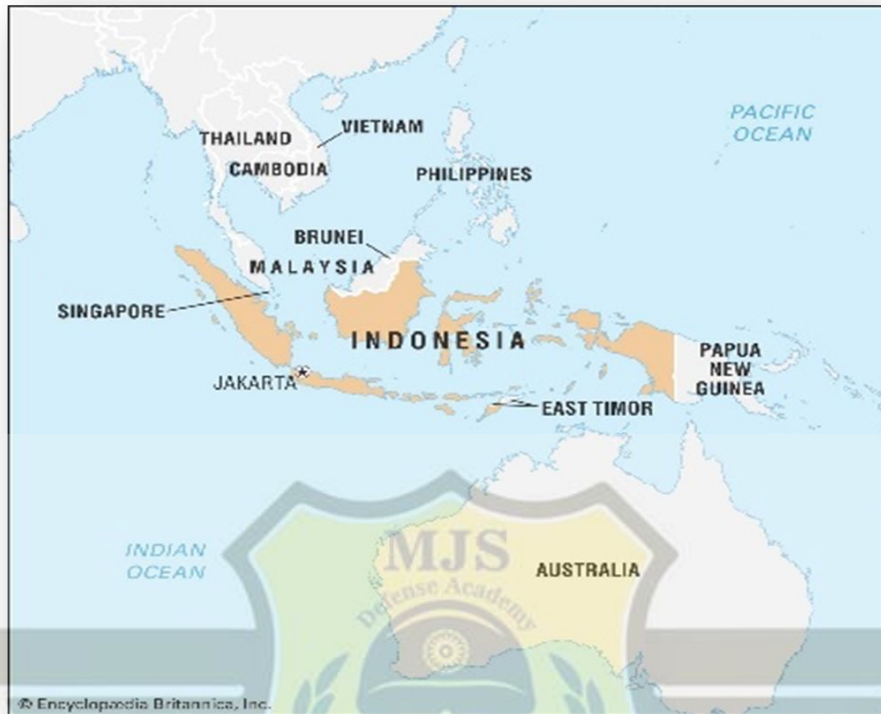 PACIFIC
OCEAN
THAILAND
VIETNAM
CAMBODIA
PHILIPPINES
BRUNEI
MALAYSIA
SINGAPORE
INDONESIA
PAPUA
NEW
GUINEA
JAKARTA
EAST TIMOR
INDIAN
OCEAN
MJS
Defense Academy
AUSTRALIA
© Encyclopædia Britannica, Inc.